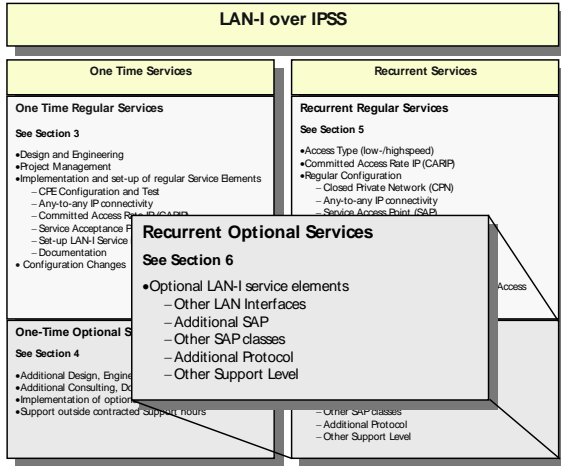 LAN-I over IPSS
One Time Services
One Time Regular Services
See Section 3
•Design and Engineering
•Project Management
•Implementation and set-up of regular Service Elements
– CPE Configuration and Test
– Any-to-any IP connectivity
– Committed Access Rate IP (CARIP)
– Service Acceptance P
– Set-up LAN-I Service
– Documentation
• Configuration Changes
One-Time Optional S
See Section 4
•Additional Design, Engine
•Additional Consulting, Do
•Implementation of option
•Support outside contracted Support hours
Recurrent Services
Recurrent Regular Services
See Section 5
•Access Type (low-/highspeed)
•Committed Access Rate IP (CARIP)
•Regular Configuration
– Closed Private Network (CPN)
– Any-to-any IP connectivity
– Service Access Point (SAP)
Access
– Other SAP classes
– Additional Protocol
– Other Support Level
Recurrent Optional Services
See Section 6
•Optional LAN-I service elements
– Other LAN Interfaces
– Additional SAP
– Other SAP classes
– Additional Protocol
– Other Support Level